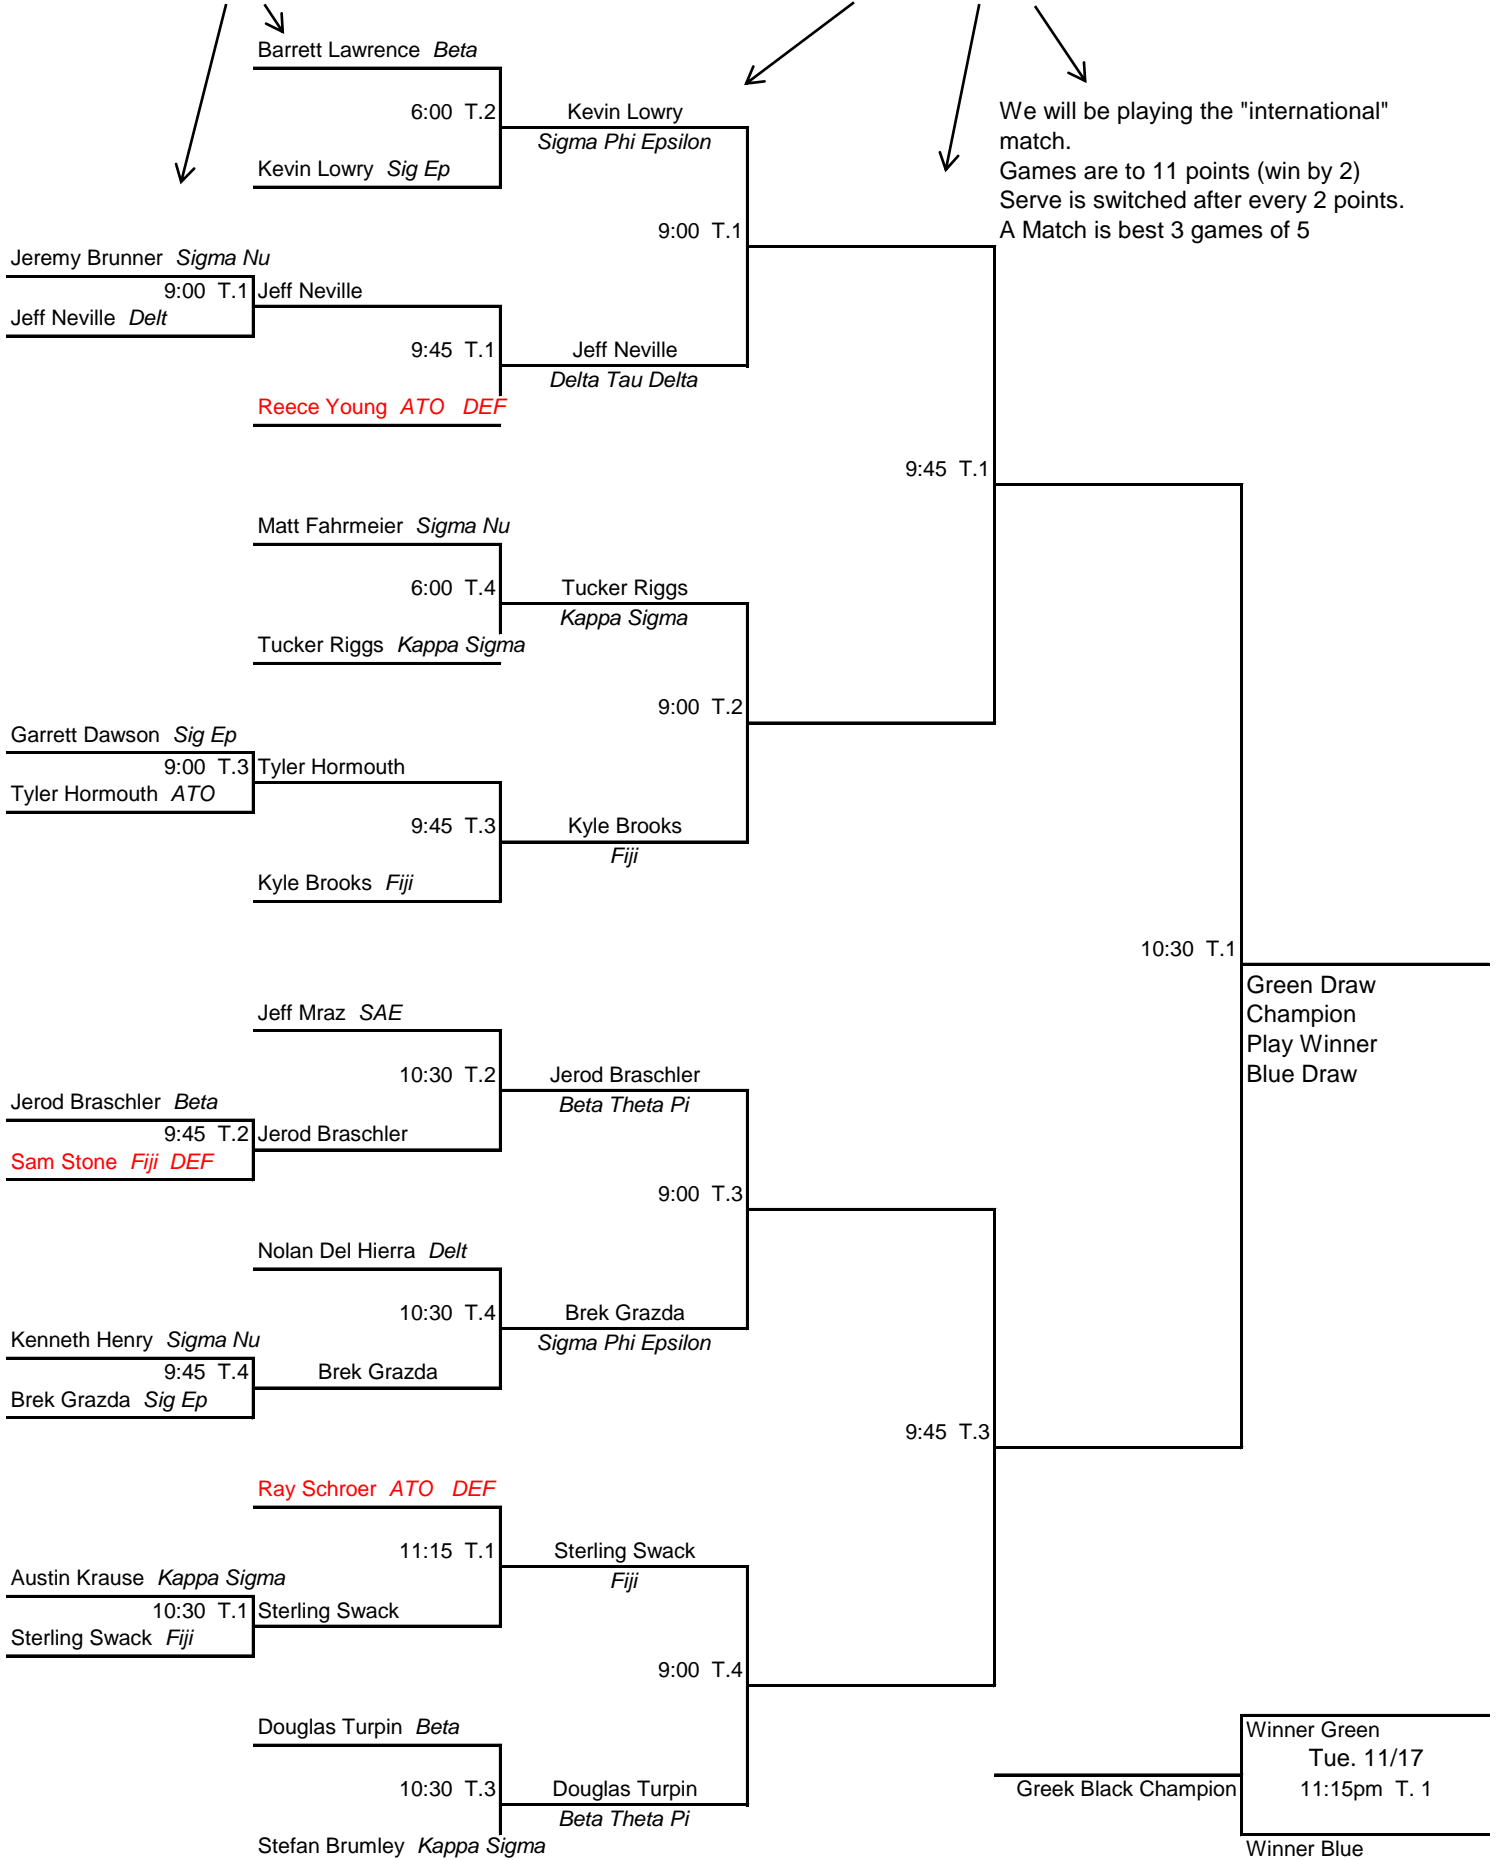 Barrett Lawrence Beta
6:00 T.2
Kevin Lowry
Sigma Phi Epsilon
Kevin Lowry Sig Ep
We will be playing the "international"
match.
Games are to 11 points (win by 2)
Serve is switched after every 2 points.
A Match is best 3 games of 5
9:00 T.1
Jeremy Brunner Sigma Nu
9:00 T.1
Jeff Neville
Jeff Neville Delt
9:45 T.1
Jeff Neville
Delta Tau Delta
Reece Young ATO DEF
9:45 T.1
Matt Fahrmeier Sigma Nu
6:00 T.4
Tucker Riggs
Kappa Sigma
Tucker Riggs Kappa Sigma
9:00 T.2
Garrett Dawson Sig Ep
9:00 T.3
Tyler Hormouth
Tyler Hormouth ATO
9:45 T.3
Kyle Brooks
Fiji
Kyle Brooks Fiji
10:30 T.1
Green Draw
Champion
Play Winner
Blue Draw
Jeff Mraz SAE
10:30 T.2
Jerod Braschler
Beta Theta Pi
Jerod Braschler Beta
9:45 T.2
Jerod Braschler
Sam Stone Fiji DEF
9:00 T.3
Nolan Del Hierra Delt
10:30 T.4
Brek Grazda
Sigma Phi Epsilon
Kenneth Henry Sigma Nu
9:45 T.4
Brek Grazda
Brek Grazda Sig Ep
9:45 T.3
Ray Schroer ATO DEF
11:15 T.1
Sterling Swack
Fiji
Austin Krause Kappa Sigma
10:30 T.1
Sterling Swack
Sterling Swack Fiji
9:00 T.4
Douglas Turpin Beta
10:30 T.3
Douglas Turpin
Beta Theta Pi
Stefan Brumley Kappa Sigma
Winner Green
Tue. 11/17
Greek Black Champion
11:15pm T. 1
Winner Blue